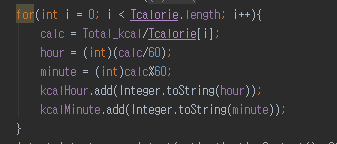 for(int i = 0; i < Tcalorie.length; i++){
calc = Total_kcal/Tcalorie[i];
hour = (int)(calc/60);
minute = (int)calc%60;
kcalHour.add(Integer.toString(hour));
kcalMinute.add(Integer.toString(minute));
}